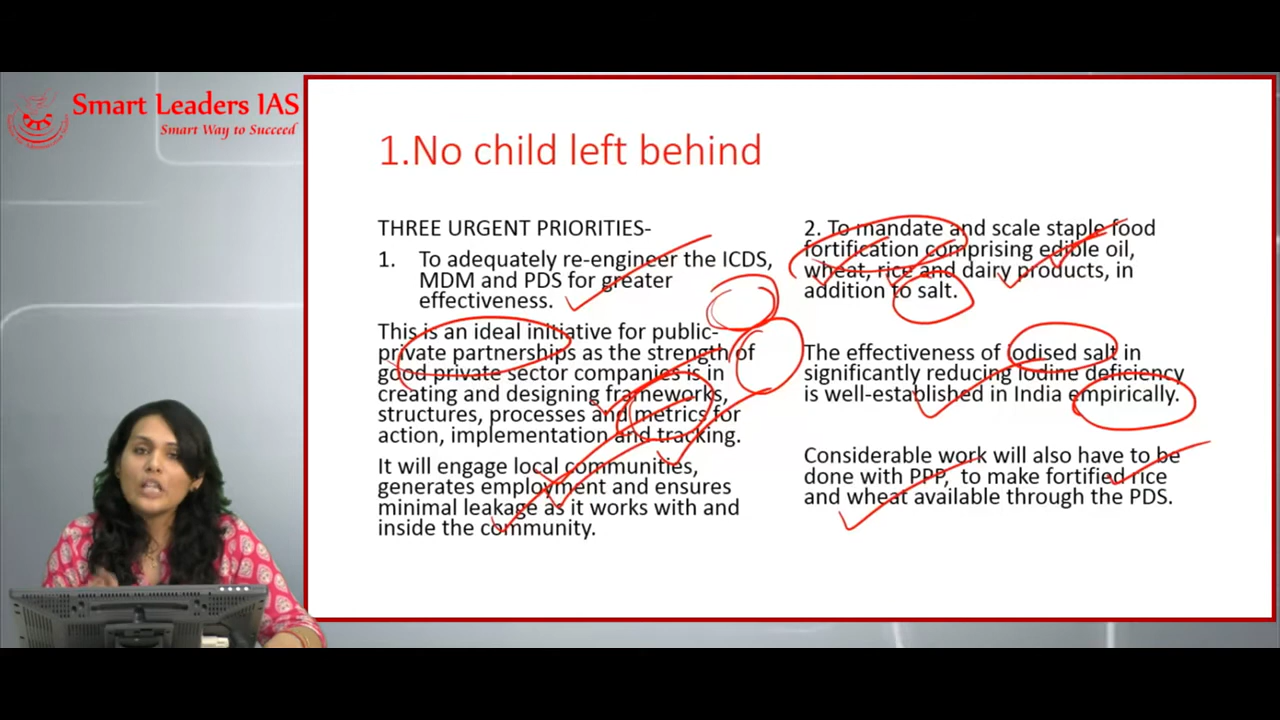 Smart Leaders IAS
Smart Way to Succeed
1.No child left behind
THREE URGENT PRIORITIES-
1. To adequately re-engineer the ICDS,
MDM and PDS for greater
effectiveness.
This is an ideal initiative for public-
private partnerships as the strength of
good private sector companies is in
creating and designing frameworks,
structures, processes and metrics for
action, implementation and tracking.
It will engage local communities,
generates employment and ensures
minimal leakage as it works with and
inside the community.
2. To mandate and scale staple food
fortification comprising edible oil,
wheat, rice and dairy products, in
addition to salt.
The effectiveness of Iodised salt in
significantly reducing Iodine deficiency
is well-established in India empirically.
Considerable work will also have to be
done with PPP, to make fortified rice
and wheat available through the PDS.